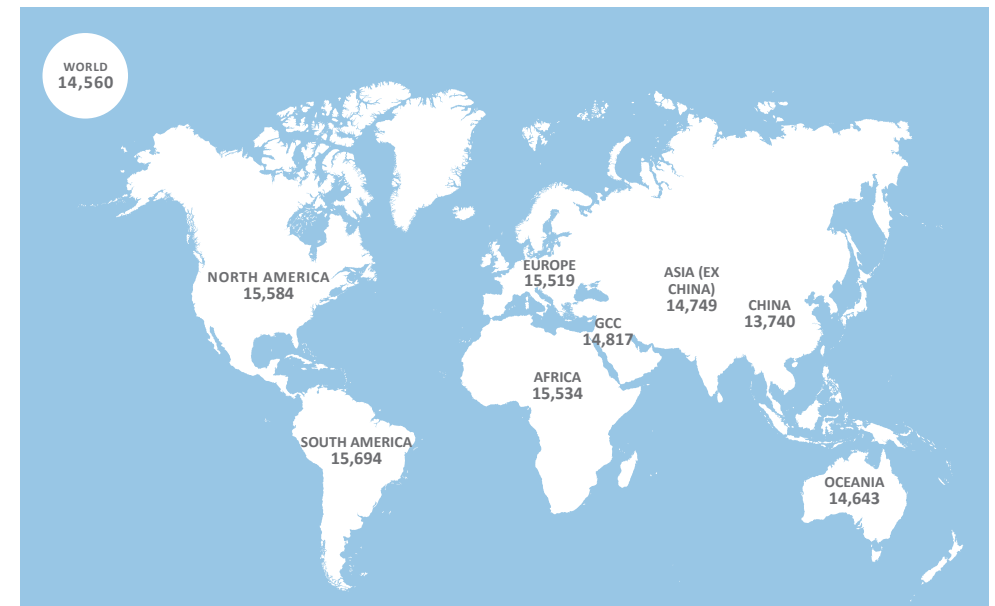 WORLD
14,560
NORTH AMERICA
15,584
EUROPE
15,519
ASIA (EX
CHINA)
14,749
CHINA
13,740
GCC
14,817
AFRICA
15,534
SOUTH AMERICA
15,694
OCEANIA
14,643